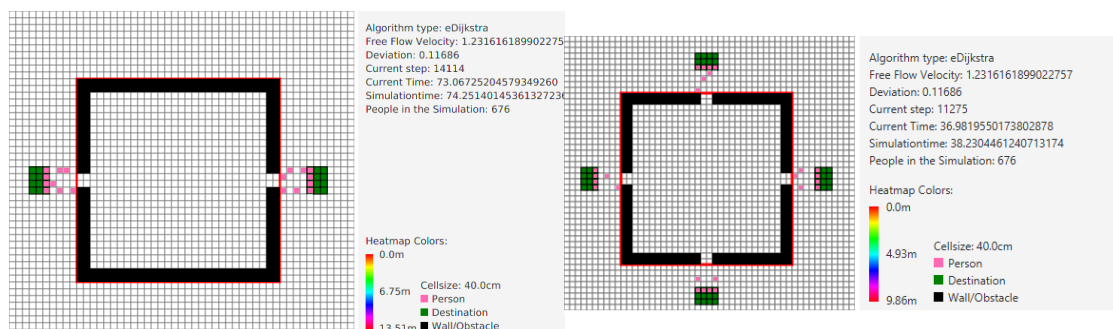 Algorithm type: eDijkstra
Free Flow Velocity: 1.231616189902275
Deviation: 0.11686
Current step: 14114
Current Time: 73.06725204579349260
Simulationtime: 74.2514014536132723
People in the Simulation: 676
Heatmap Colors:
0.0m
6.75m
13.51m
Cellsize: 40.0cm
Person
Destination
Wall/Obstacle
Algorithm type: eDijkstra
Free Flow Velocity: 1.2316161899022757
Deviation: 0.11686
Current step: 11275
Current Time: 36.9819550173802878
Simulationtime: 38.2304461240713174
People in the Simulation: 676
Heatmap Colors:
0.0m
4.93m
9.86m
Cellsize: 40.0cm
Person
Destination
Wall/Obstacle